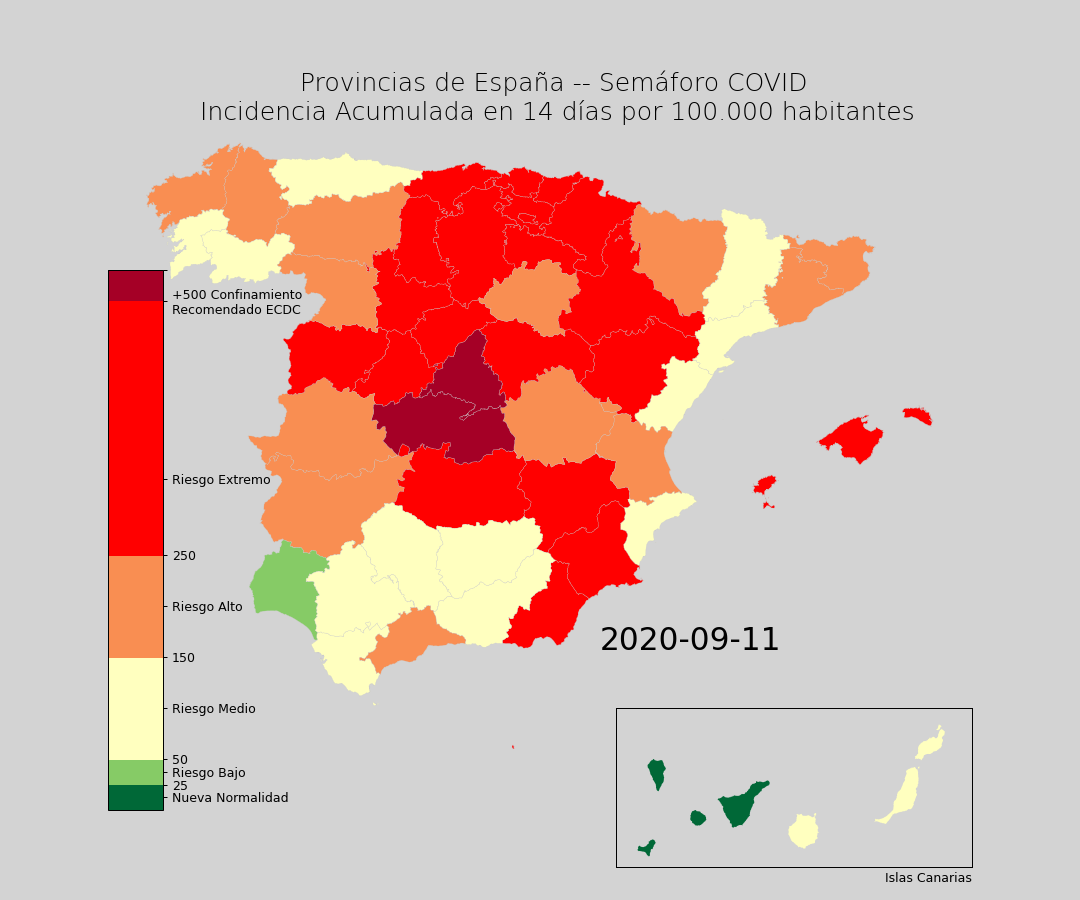 Provincias de España -- Semáforo COVID
Incidencia Acumulada en 14 días por 100.000 habitantes
+500 Confinamiento
Recomendado ECDC
Riesgo Extremo
250
Riesgo Alto
150
Riesgo Medio
50
Riesgo Bajo
25
Nueva Normalidad
2020-09-11
Islas Canarias